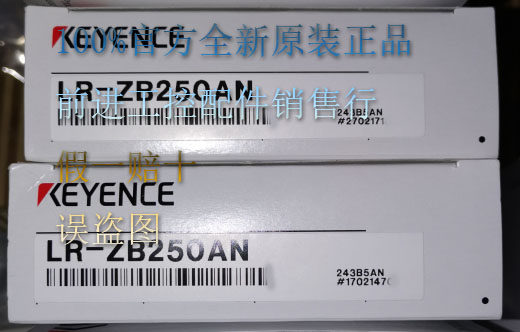 KEYENCE
100%官方全新原装正品
LR-ZB250AN
前进工控配件销售行
243B5AN
#2702171
假一赔十
KEYENCE
误盗图
LR-ZB250AN
243B5AN
#1702147